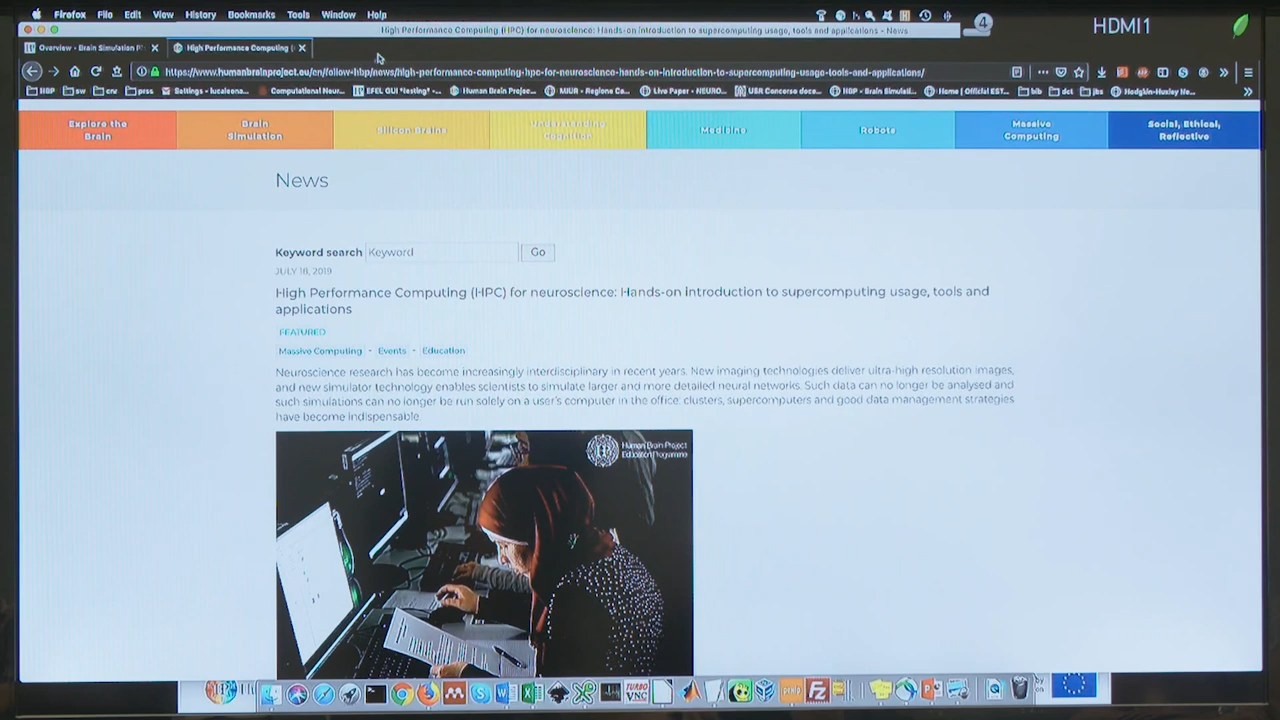 Firefox File Edit View History Bookmarks Tools Window Help
4
HDMI1
High Performance Computing (HPC) for neuroscience: Hands-on introduction to supercomputing usage, tools and applications - News
Overview - Brain Simulation P
High Performance Computing (
https://www.humanbrainproject.eu/en/follow-hbp/news/high-performance-computing-hpc-for-neuroscience-hands-on-introduction-to-supercomputing-usage-tools-and-applications/
HBP sw prss Settings - lucaleona... Computational Neur... EFEL GUI *testing* -... Human Brain Projec... MIUR - Regione Ca... Live Paper - NEURO... USR Concorso doce... HBP - Brain Simulati... Home | Official EST... bib dct jbs Hodgkin-Huxley Ne...
Explore the Brain
Brain Simulation
Silicon Brains
Understanding Cognition
Medicine
Robots
Massive Computing
Social, Ethical, Reflective
News
Keyword search Keyword Go
JULY 18, 2019
High Performance Computing (HPC) for neuroscience: Hands-on introduction to supercomputing usage, tools and
applications
FEATURED
Massive Computing - Events - Education
Neuroscience research has become increasingly interdisciplinary in recent years. New imaging technologies deliver ultra-high resolution images,
and new simulator technology enables scientists to simulate larger and more detailed neural networks. Such data can no longer be analysed and
such simulations can no longer be run solely on a user's computer in the office: clusters, supercomputers and good data management strategies
have become indispensable.
Human Brain Project
Education Programme
TURBO
VNC
by
on